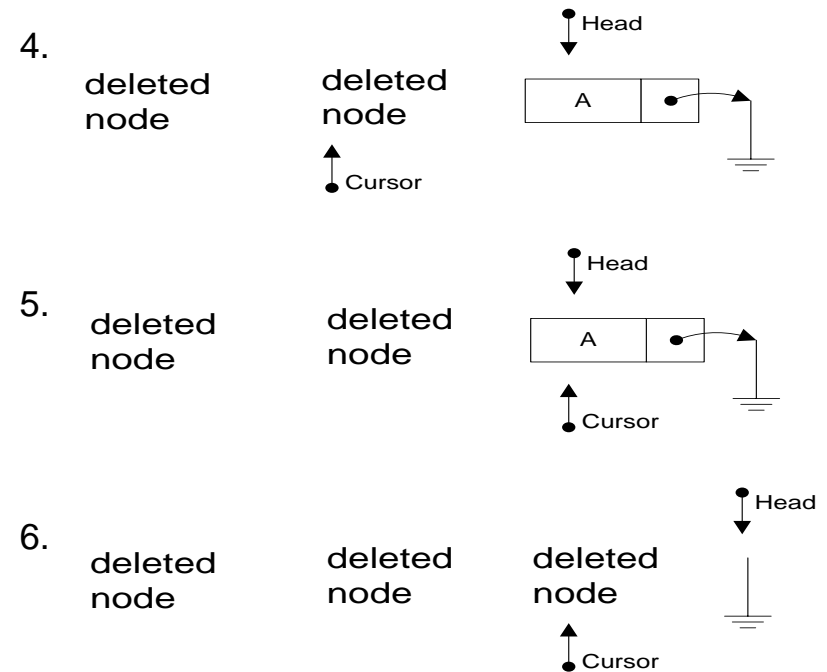 Head
4.
deleted node
deleted node
A
Cursor
Head
5.
deleted node
deleted node
A
Cursor
Head
6.
deleted node
deleted node
deleted node
Cursor